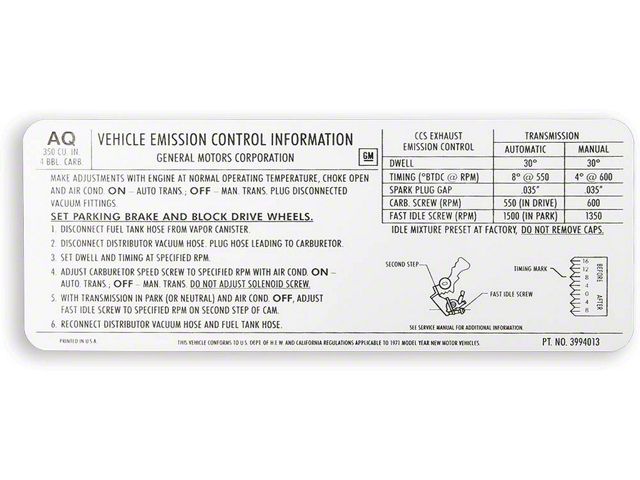 AQ
350 CU. IN.
4 BBL. CARB.
VEHICLE EMISSION CONTROL INFORMATION
GENERAL MOTORS CORPORATION
GM
MAKE ADJUSTMENTS WITH ENGINE AT NORMAL OPERATING TEMPERATURE, CHOKE OPEN
AND AIR COND. ON – AUTO TRANS.; OFF – MAN. TRANS. PLUG DISCONNECTED
VACUUM FITTINGS.
SET PARKING BRAKE AND BLOCK DRIVE WHEELS.
1. DISCONNECT FUEL TANK HOSE FROM VAPOR CANISTER.
2. DISCONNECT DISTRIBUTOR VACUUM HOSE. PLUG HOSE LEADING TO CARBURETOR.
3. SET DWELL AND TIMING AT SPECIFIED RPM.
4. ADJUST CARBURETOR SPEED SCREW TO SPECIFIED RPM WITH AIR COND. ON –
AUTO. TRANS.; OFF – MAN. TRANS. DO NOT ADJUST SOLENOID SCREW.
5. WITH TRANSMISSION IN PARK (OR NEUTRAL) AND AIR COND. OFF, ADJUST
FAST IDLE SCREW TO SPECIFIED RPM ON SECOND STEP OF CAM.
6. RECONNECT DISTRIBUTOR VACUUM HOSE AND FUEL TANK HOSE.
CCS EXHAUST TRANSMISSION
EMISSION CONTROL AUTOMATIC MANUAL
DWELL 30° 30°
TIMING (°BTDC @ RPM) 8° @ 550 4° @ 600
SPARK PLUG GAP .035" .035"
CARB. SCREW (RPM) 550 (IN DRIVE) 600
FAST IDLE SCREW (RPM) 1500 (IN PARK) 1350
IDLE MIXTURE PRESET AT FACTORY, DO NOT REMOVE CAPS.
SECOND STEP
FAST IDLE SCREW
TIMING MARK
16
12
8
4
0
4
8
BEFORE
AFTER
SEE SERVICE MANUAL FOR ADDITIONAL INFORMATION.
PRINTED IN U.S.A.
THIS VEHICLE CONFORMS TO U.S. DEPT. OF H.E.W. AND CALIFORNIA REGULATIONS APPLICABLE TO 1971 MODEL YEAR NEW MOTOR VEHICLES.
PT. NO. 3994013